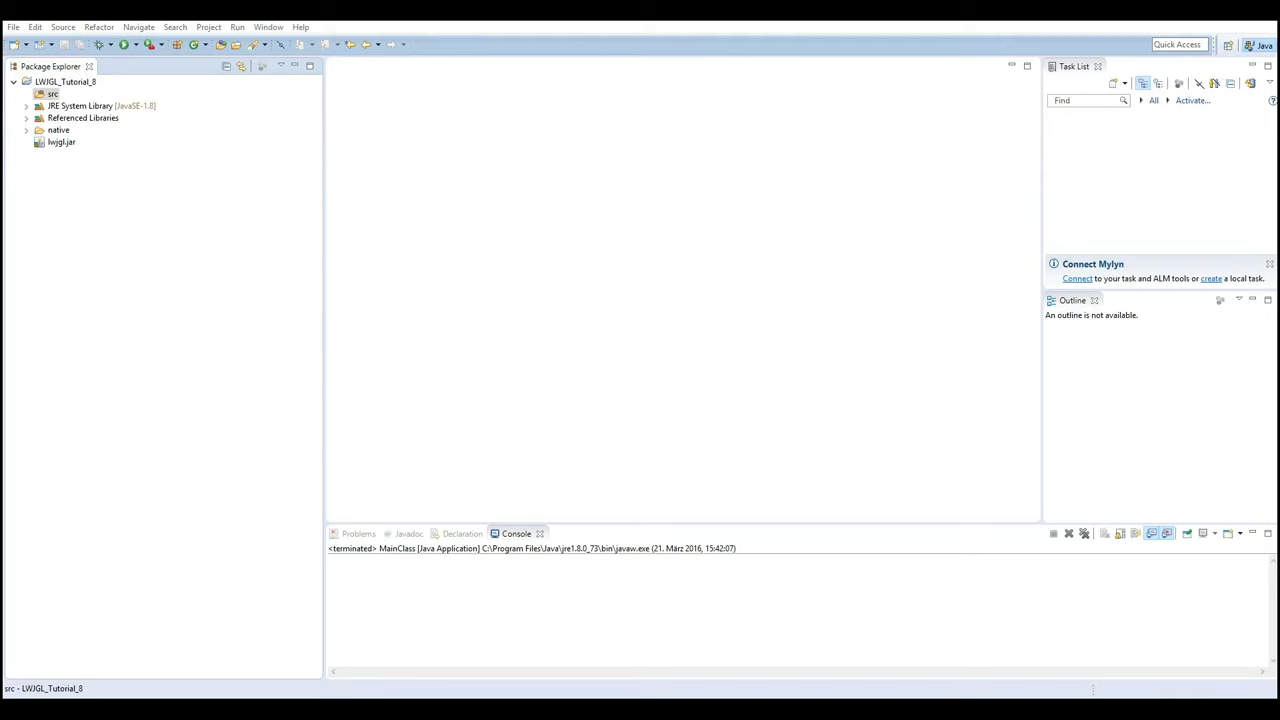 File Edit Source Refactor Navigate Search Project Run Window Help
Quick Access
Java
Package Explorer
LWJGL_Tutorial_8
src
JRE System Library [JavaSE-1.8]
Referenced Libraries
native
lwjgl.jar
Task List
Find
All
Activate...
Connect Mylyn
Connect to your task and ALM tools or create a local task.
Outline
An outline is not available.
Problems Javadoc Declaration Console
<terminated> MainClass [Java Application] C:\Program Files\Java\jre1.8.0_73\bin\javaw.exe (21. März 2016, 15:42:07)
src - LWJGL_Tutorial_8